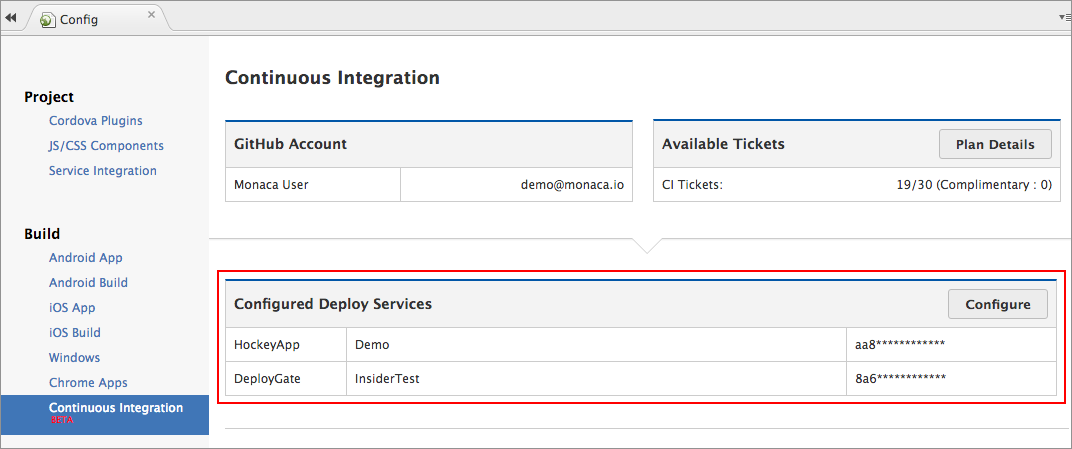 Config
Project
Cordova Plugins
JS/CSS Components
Service Integration
Build
Android App
Android Build
iOS App
iOS Build
Windows
Chrome Apps
Continuous Integration
BETA
Continuous Integration
GitHub Account
Monaca User demo@monaca.io
Available Tickets Plan Details
CI Tickets: 19/30 (Complimentary : 0)
Configured Deploy Services Configure
HockeyApp Demo aa8************
DeployGate InsiderTest 8a6************